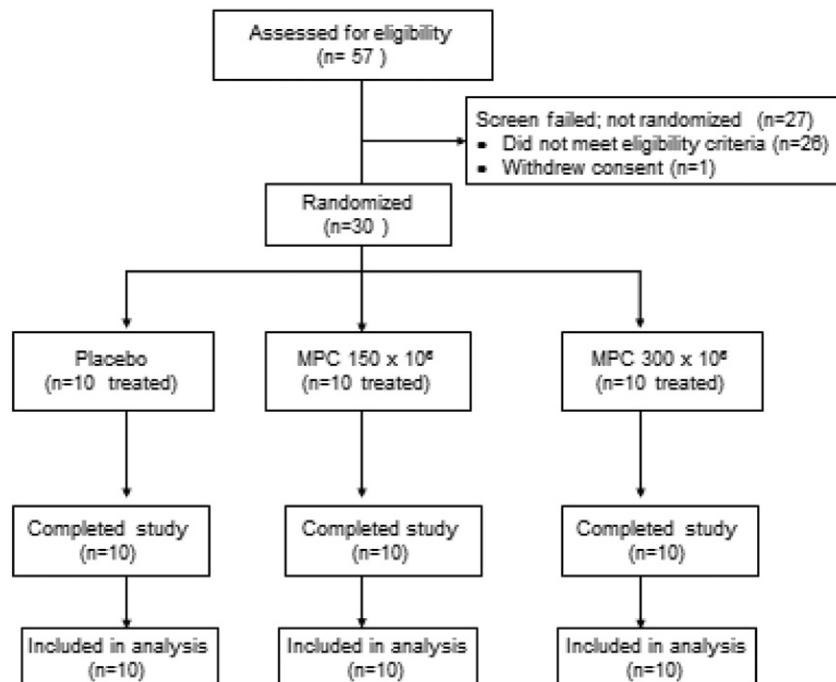 Assessed for eligibility
(n= 57 )
Screen failed; not randomized (n=27)
• Did not meet eligibility criteria (n=26)
• Withdrew consent (n=1)
Randomized
(n=30 )
Placebo
(n=10 treated)
MPC 150 x 10⁶
(n=10 treated)
MPC 300 x 10⁶
(n=10 treated)
Completed study
(n=10)
Completed study
(n=10)
Completed study
(n=10)
Included in analysis
(n=10)
Included in analysis
(n=10)
Included in analysis
(n=10)